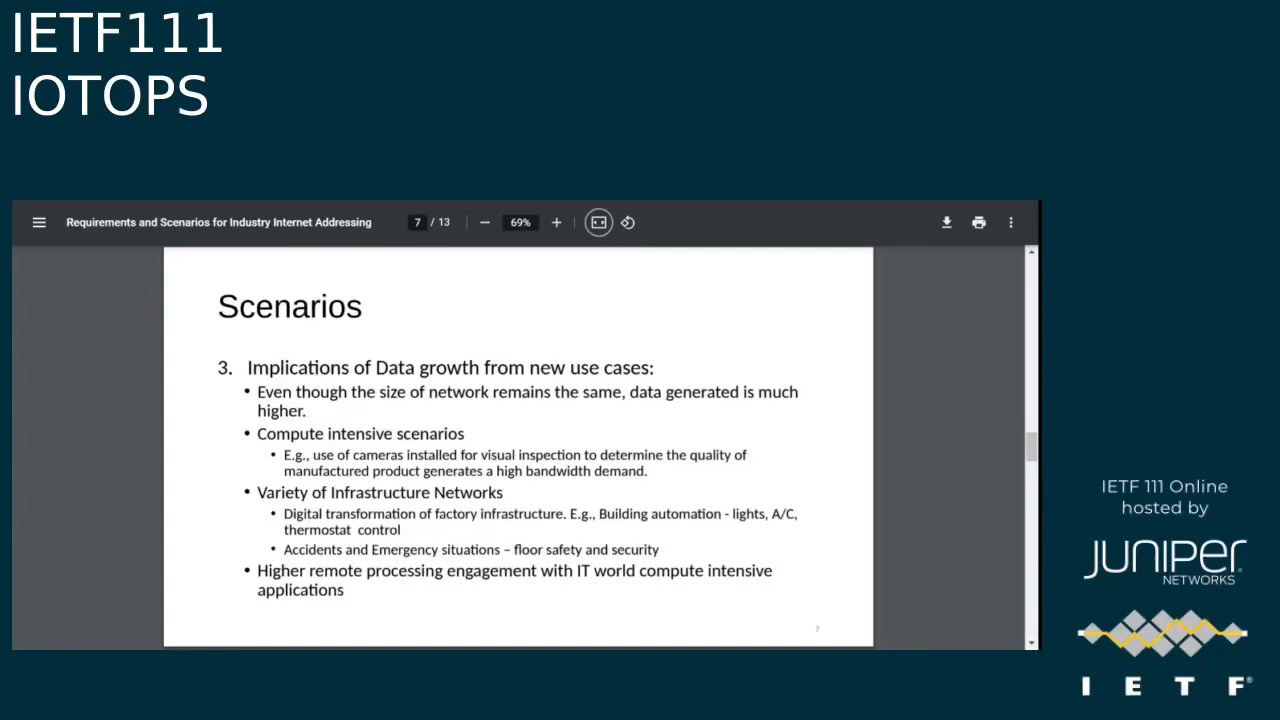 IETF111
IOTOPS
Requirements and Scenarios for Industry Internet Addressing
7 / 13
69%
Scenarios
3. Implications of Data growth from new use cases:
• Even though the size of network remains the same, data generated is much
higher.
• Compute intensive scenarios
• E.g., use of cameras installed for visual inspection to determine the quality of
manufactured product generates a high bandwidth demand.
• Variety of Infrastructure Networks
• Digital transformation of factory infrastructure. E.g., Building automation - lights, A/C,
thermostat control
• Accidents and Emergency situations – floor safety and security
• Higher remote processing engagement with IT world compute intensive
applications
7
IETF 111 Online
hosted by
JUNIPER
NETWORKS
I E T F®